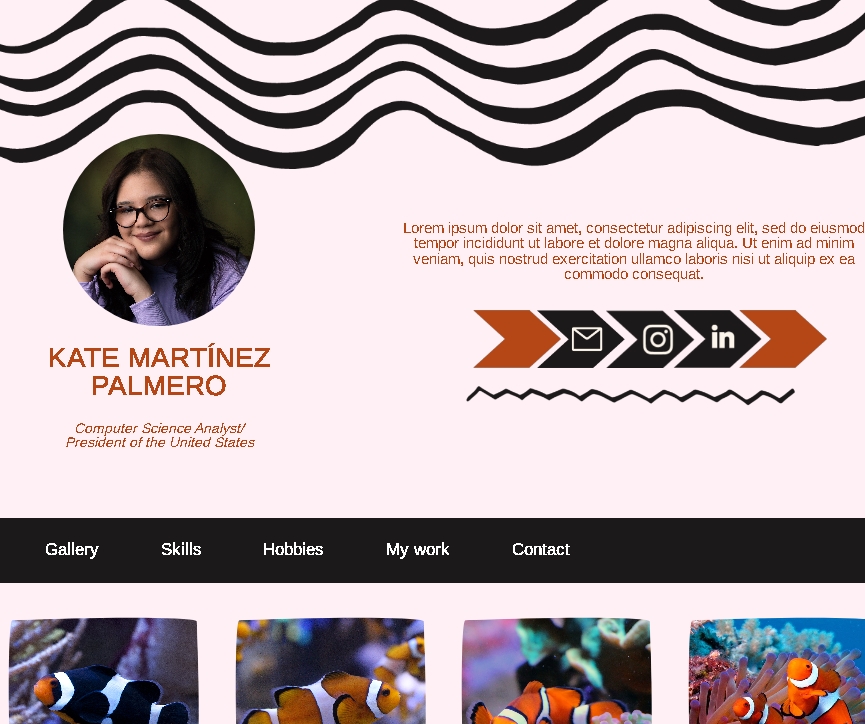 Lorem ipsum dolor sit amet, consectetur adipiscing elit, sed do eiusmod
tempor incididunt ut labore et dolore magna aliqua. Ut enim ad minim
veniam, quis nostrud exercitation ullamco laboris nisi ut aliquip ex ea
commodo consequat.
in
KATE MARTÍNEZ
PALMERO
Computer Science Analyst/
President of the United States
Gallery Skills Hobbies My work Contact